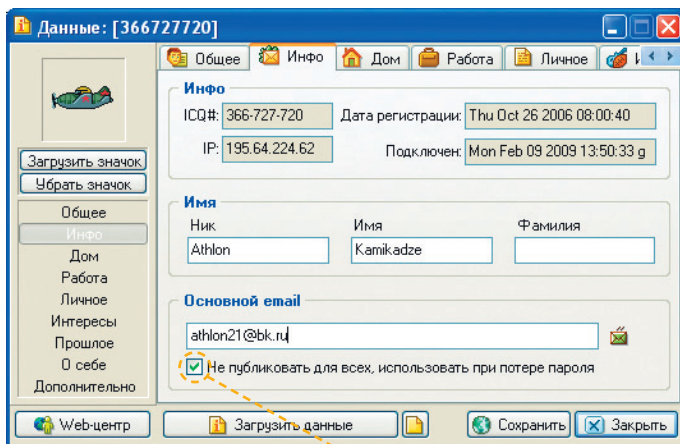 Данные: [366727720]
Общее Инфо Дом Работа Личное
Загрузить значок
Убрать значок
Общее
Инфо
Дом
Работа
Личное
Интересы
Прошлое
О себе
Дополнительно
Инфо
ICQ#: 366-727-720 Дата регистрации: Thu Oct 26 2006 08:00:40
IP: 195.64.224.62 Подключен: Mon Feb 09 2009 13:50:33 g
Имя
Ник Имя Фамилия
Athlon Kamikadze
Основной email
athlon21@bk.ru
Не публиковать для всех, использовать при потере пароля
Web-центр Загрузить данные Сохранить Закрыть